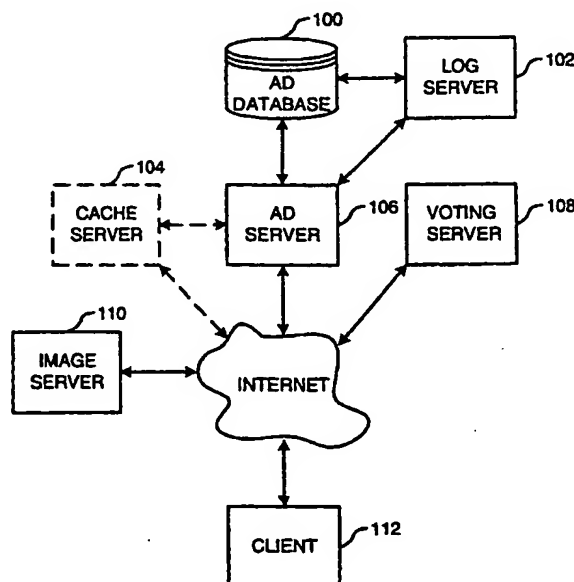 100
AD
DATABASE
LOG
SERVER
102
104
CACHE
SERVER
AD
SERVER
106
VOTING
SERVER
108
110
IMAGE
SERVER
INTERNET
CLIENT
112